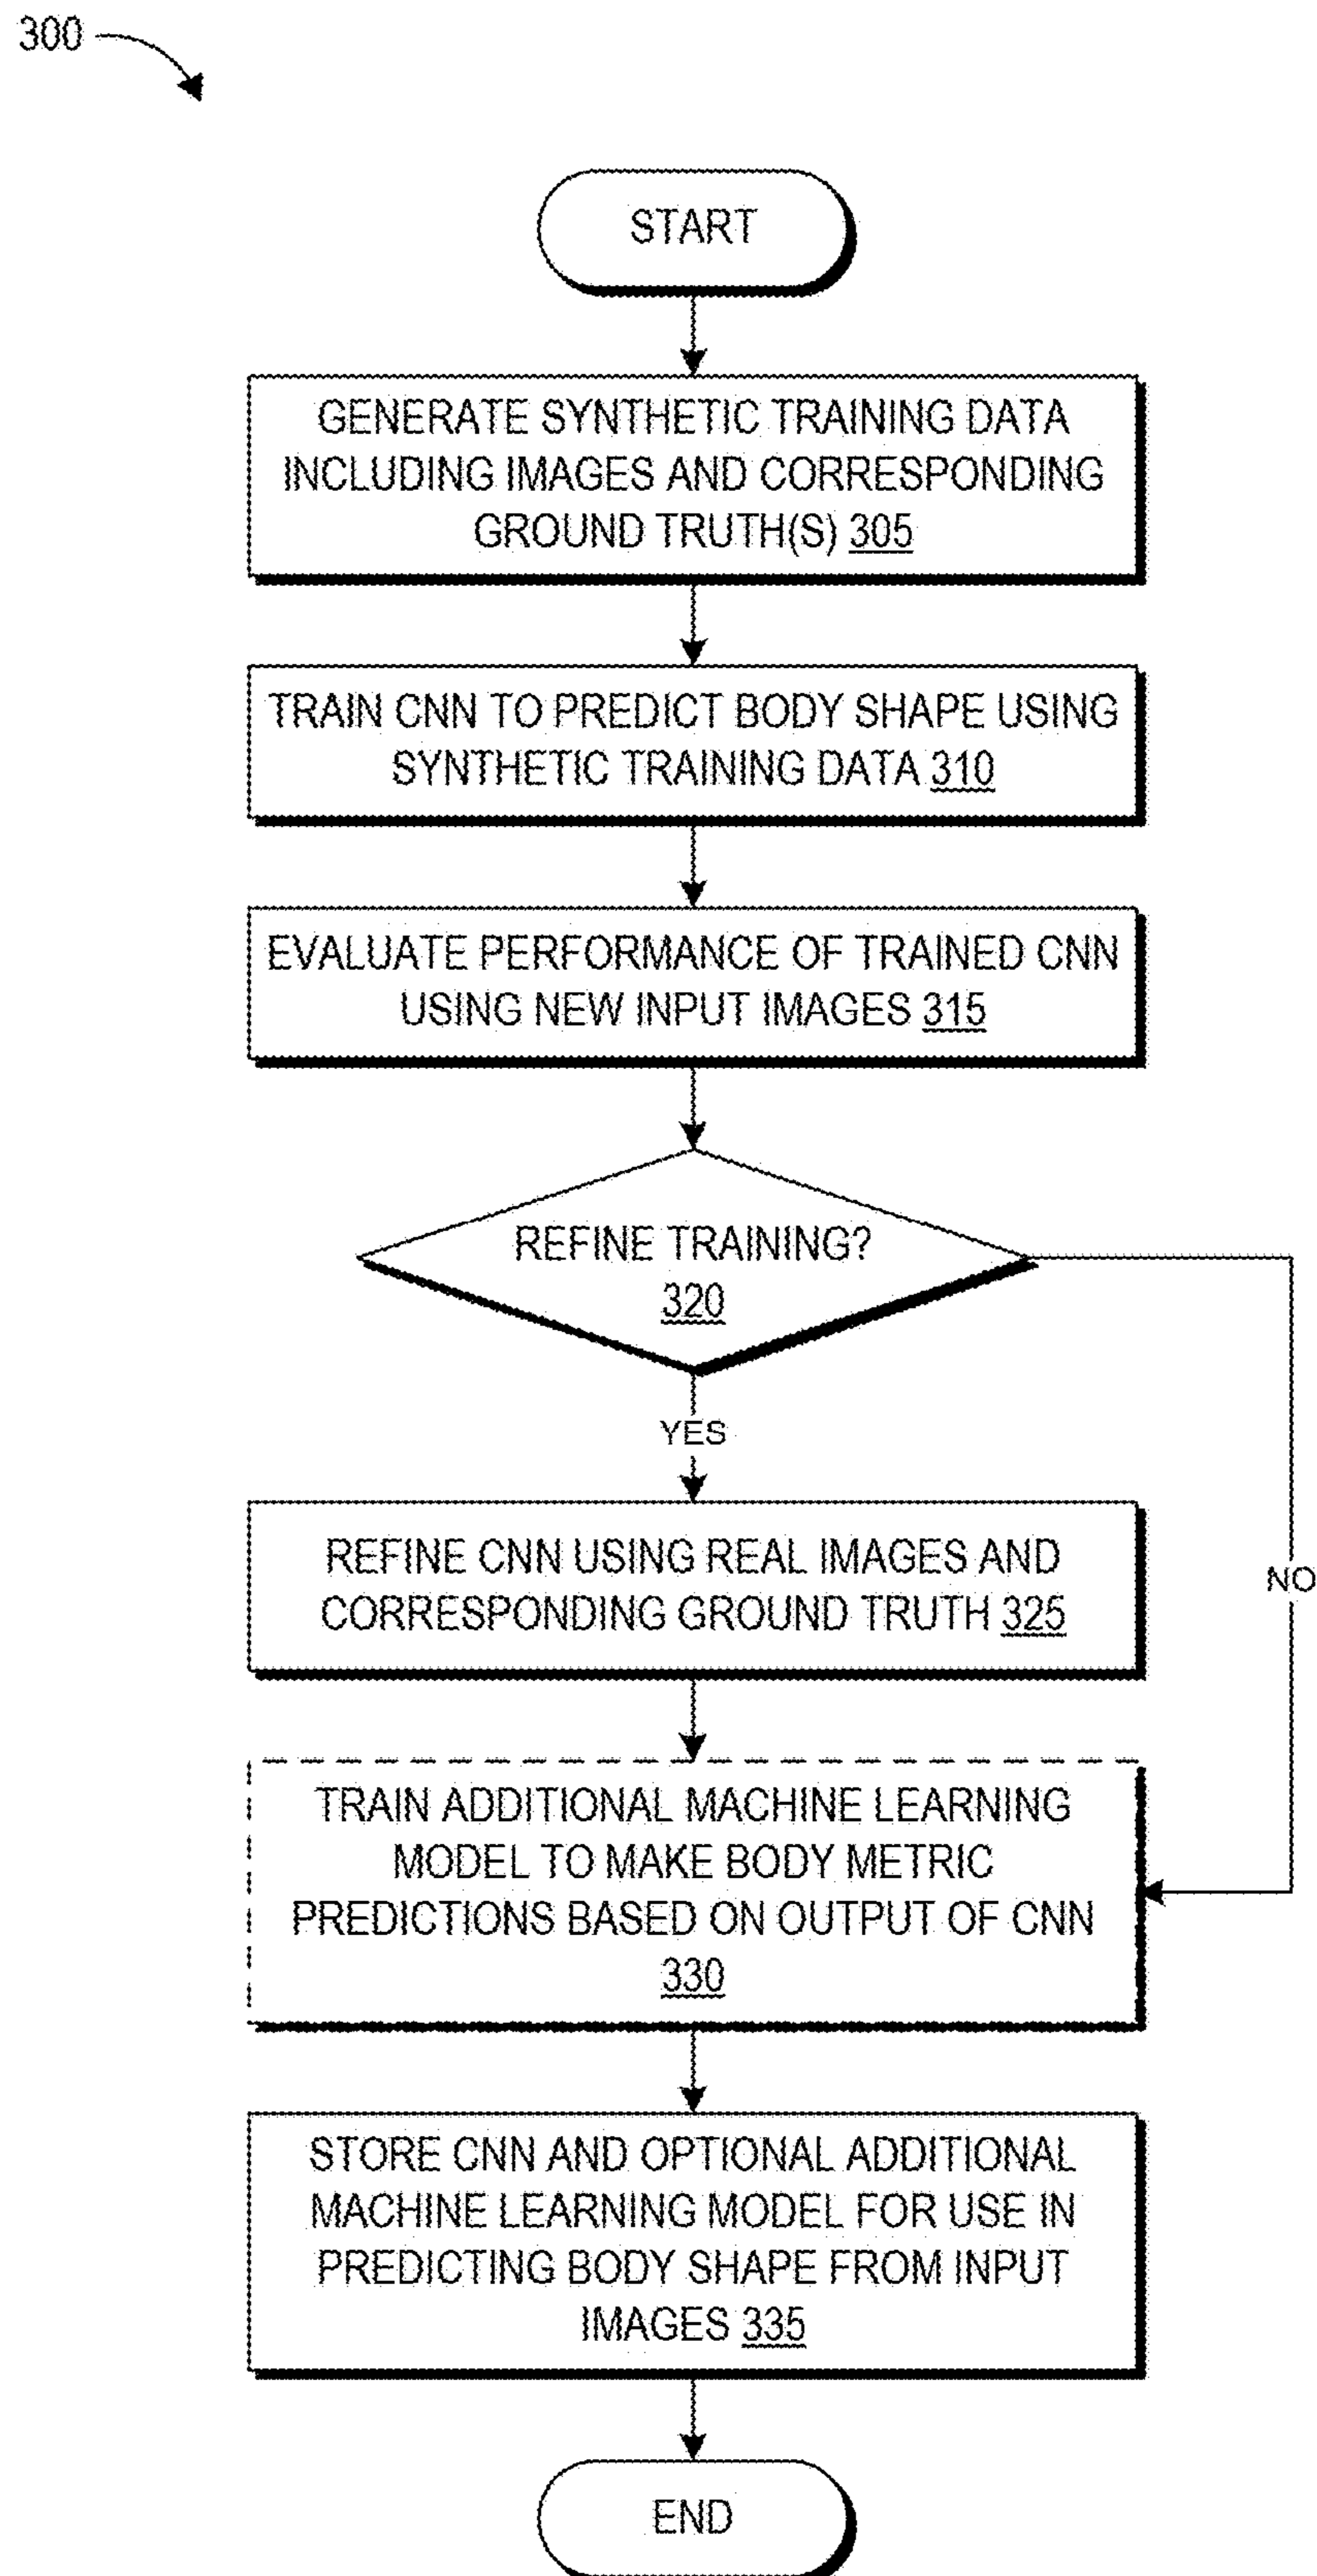 300
START
GENERATE SYNTHETIC TRAINING DATA
INCLUDING IMAGES AND CORRESPONDING
GROUND TRUTH(S) 305
TRAIN CNN TO PREDICT BODY SHAPE USING
SYNTHETIC TRAINING DATA 310
EVALUATE PERFORMANCE OF TRAINED CNN
USING NEW INPUT IMAGES 315
REFINE TRAINING?
320
YES
REFINE CNN USING REAL IMAGES AND
CORRESPONDING GROUND TRUTH 325
NO
TRAIN ADDITIONAL MACHINE LEARNING
MODEL TO MAKE BODY METRIC
PREDICTIONS BASED ON OUTPUT OF CNN
330
STORE CNN AND OPTIONAL ADDITIONAL
MACHINE LEARNING MODEL FOR USE IN
PREDICTING BODY SHAPE FROM INPUT
IMAGES 335
END